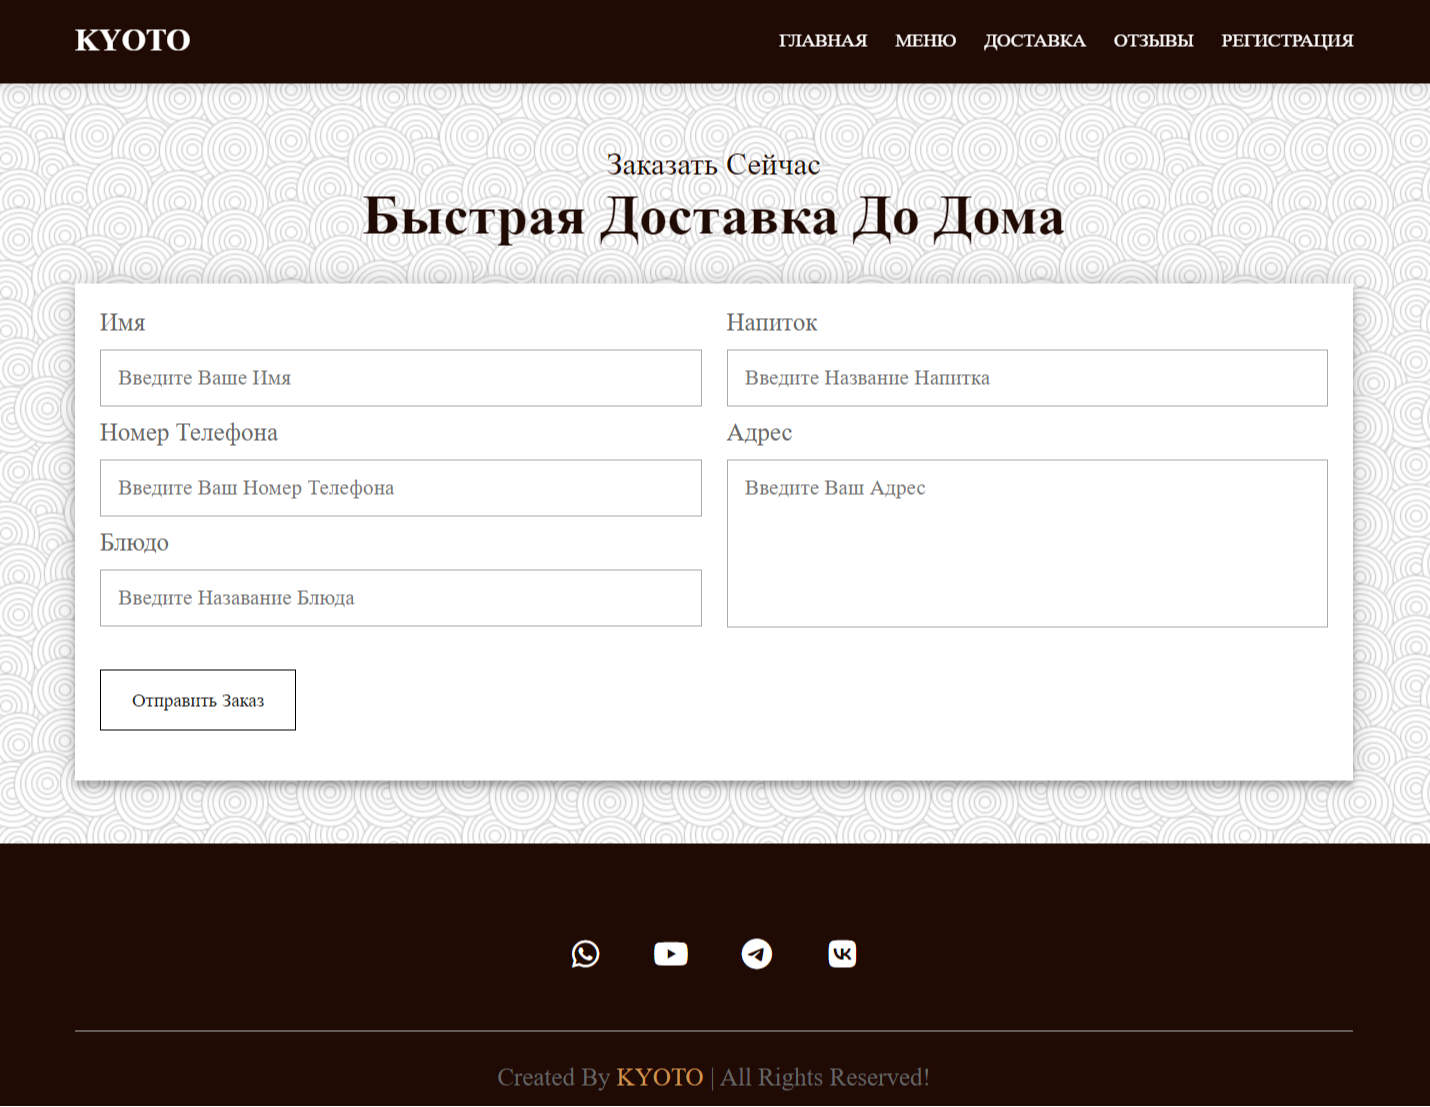 KYOTO
ГЛАВНАЯ МЕНЮ ДОСТАВКА ОТЗЫВЫ РЕГИСТРАЦИЯ
Заказать Сейчас
Быстрая Доставка До Дома
Имя
Введите Ваше Имя
Номер Телефона
Введите Ваш Номер Телефона
Блюдо
Введите Назавание Блюда
Напиток
Введите Название Напитка
Адрес
Введите Ваш Адрес
Отправить Заказ
Created By KYOTO | All Rights Reserved!